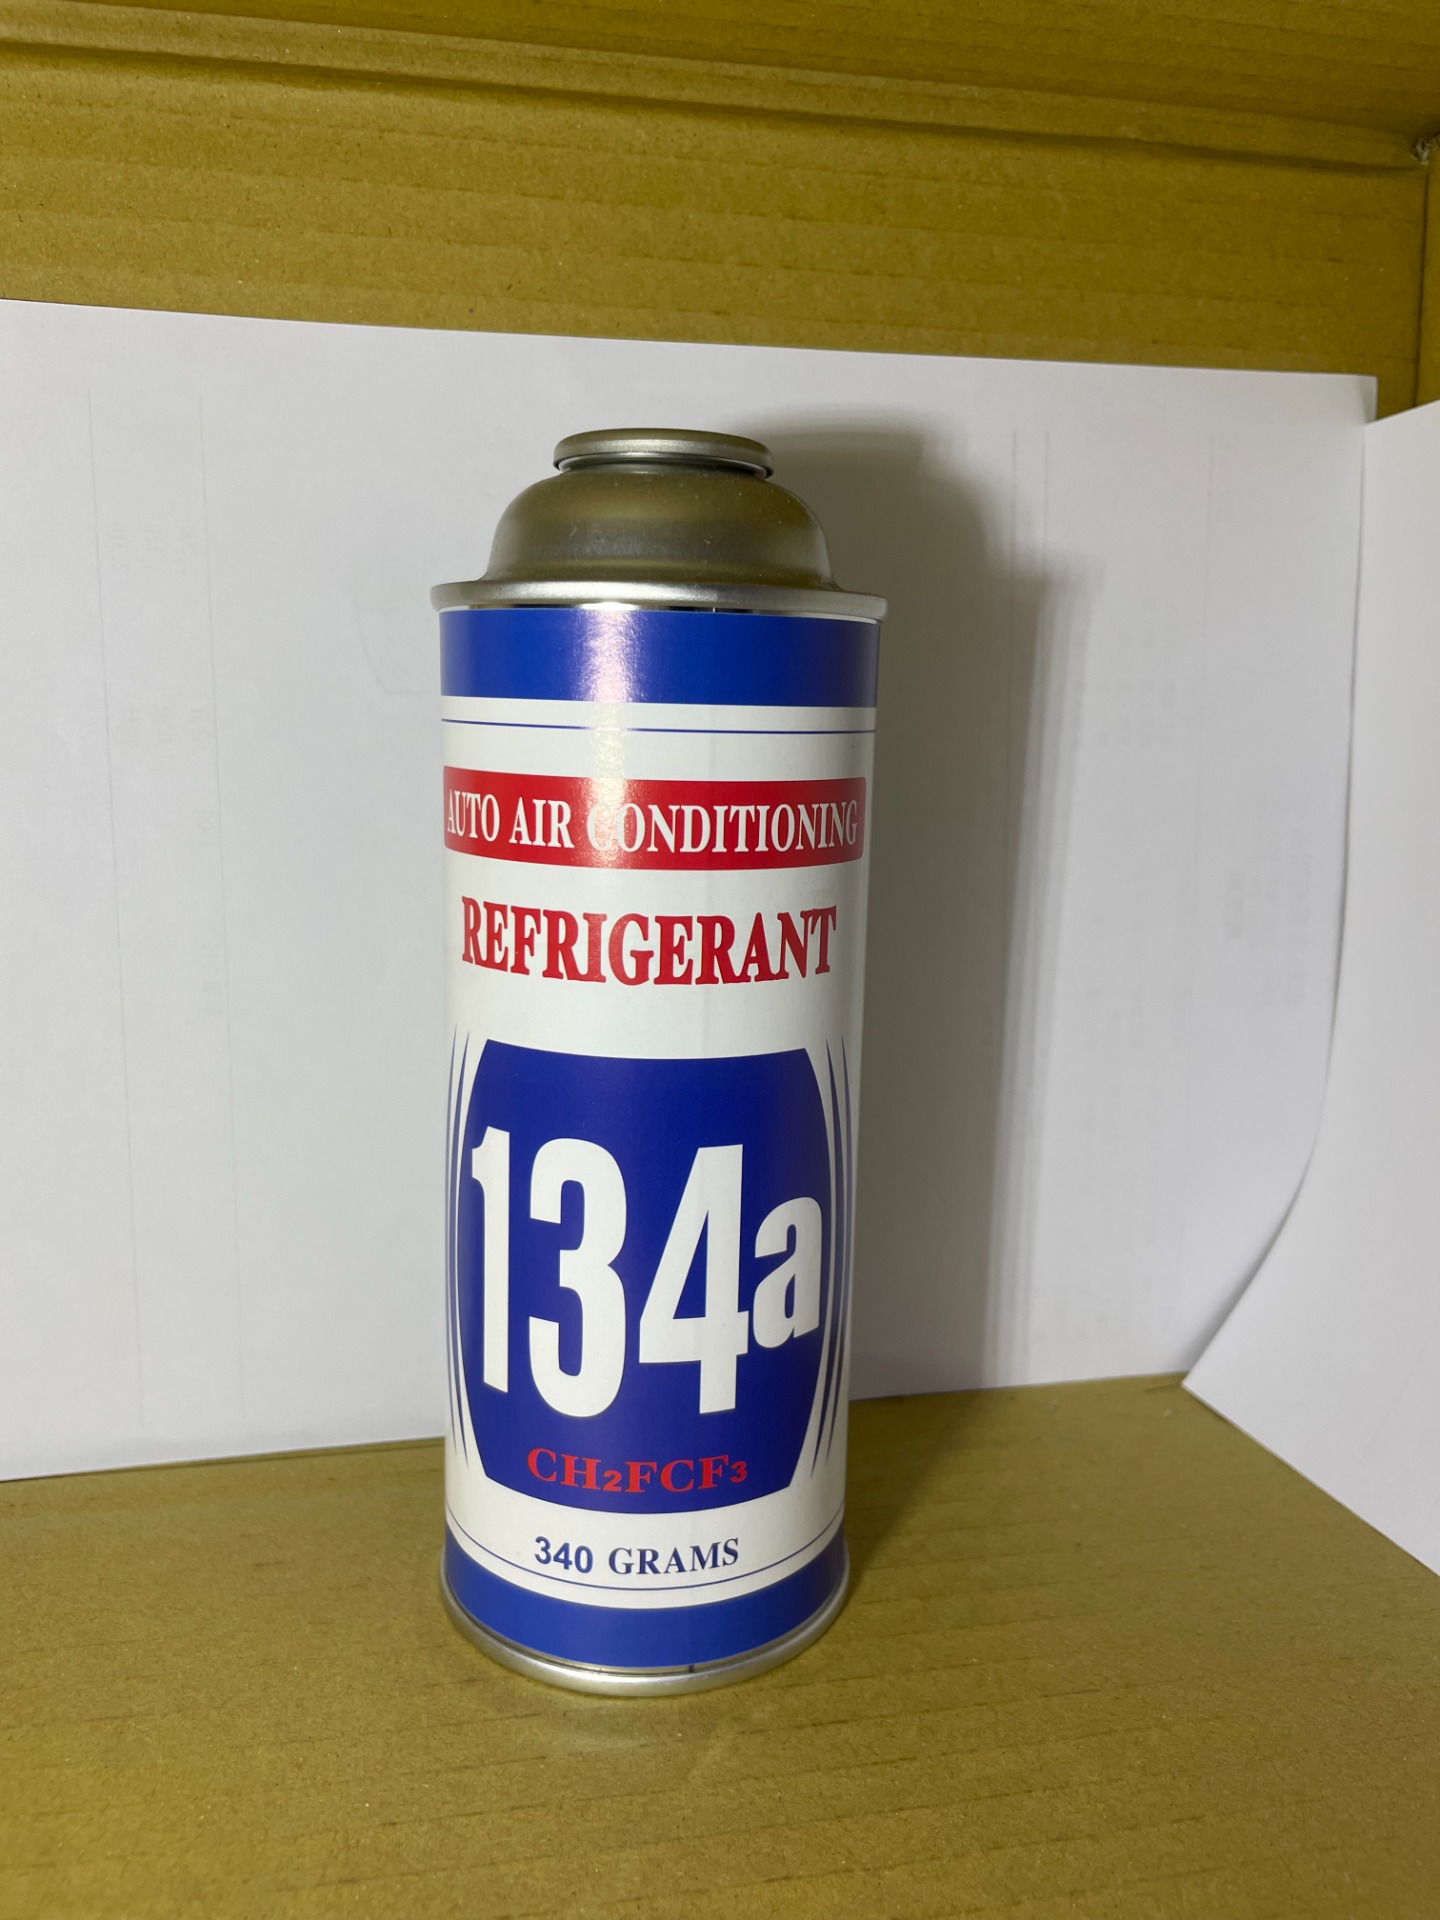 AUTO AIR CONDITIONING
REFRIGERANT
134a
CH₂FCF₃
340 GRAMS